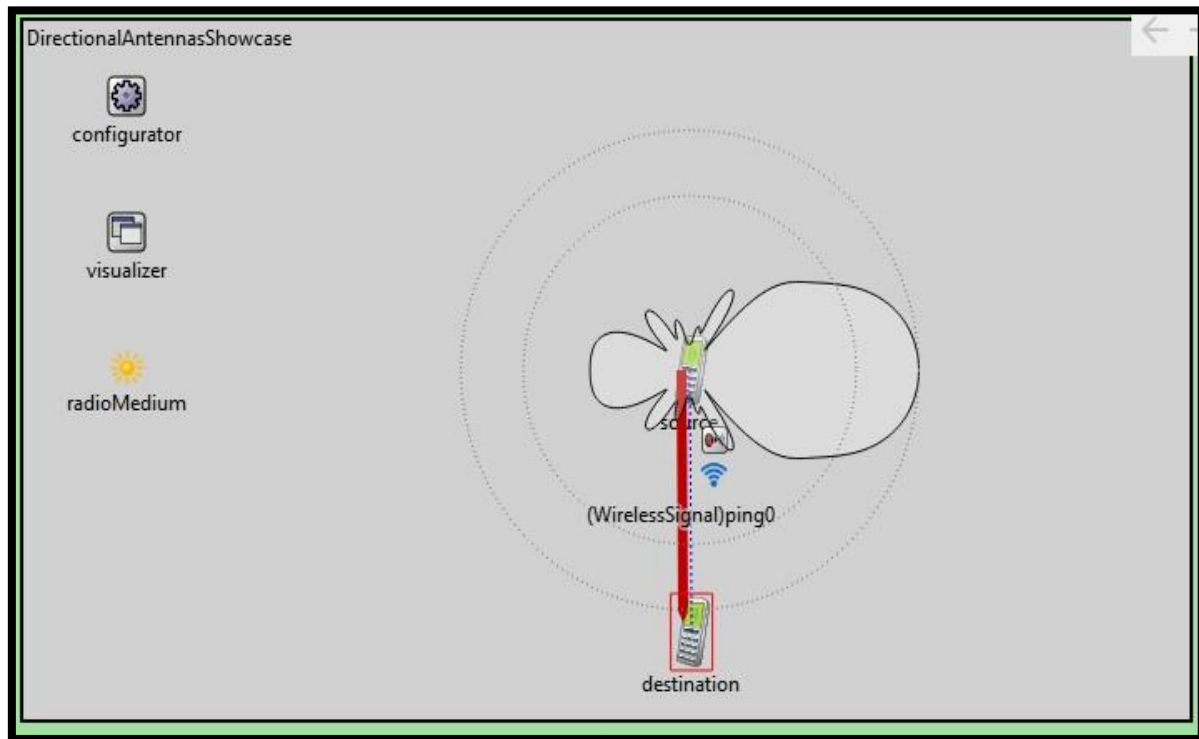 DirectionalAntennasShowcase
configurator
visualizer
radioMedium
source
(WirelessSignal)ping0
destination